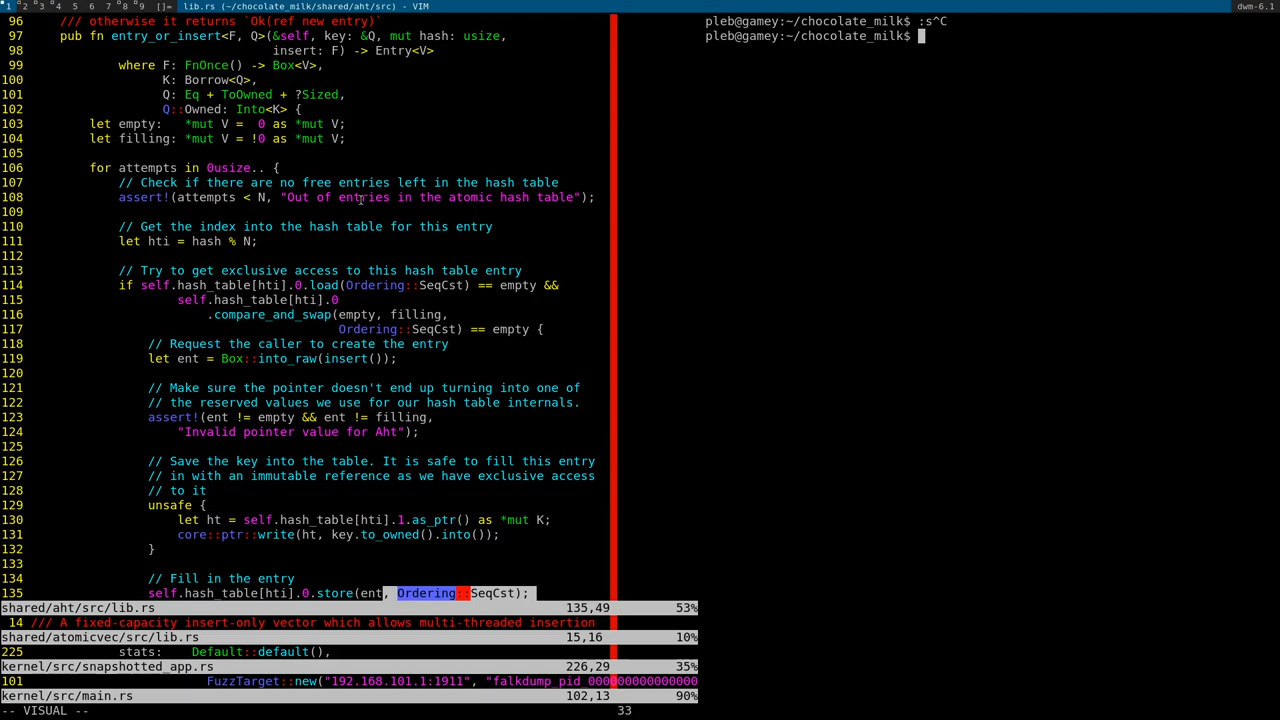 1 2 3 4 5 6 7 8 9 []= lib.rs (~/chocolate_milk/shared/aht/src) - VIM dwm-6.1
96 /// otherwise it returns `Ok(ref new entry)`
97 pub fn entry_or_insert<F, Q>(&self, key: &Q, mut hash: usize,
98 insert: F) -> Entry<V>
99 where F: FnOnce() -> Box<V>,
100 K: Borrow<Q>,
101 Q: Eq + ToOwned + ?Sized,
102 Q::Owned: Into<K> {
103 let empty: *mut V = 0 as *mut V;
104 let filling: *mut V = !0 as *mut V;
105
106 for attempts in 0usize.. {
107 // Check if there are no free entries left in the hash table
108 assert!(attempts < N, "Out of entries in the atomic hash table");
109
110 // Get the index into the hash table for this entry
111 let hti = hash % N;
112
113 // Try to get exclusive access to this hash table entry
114 if self.hash_table[hti].0.load(Ordering::SeqCst) == empty &&
115 self.hash_table[hti].0
116 .compare_and_swap(empty, filling,
117 Ordering::SeqCst) == empty {
118 // Request the caller to create the entry
119 let ent = Box::into_raw(insert());
120
121 // Make sure the pointer doesn't end up turning into one of
122 // the reserved values we use for our hash table internals.
123 assert!(ent != empty && ent != filling,
124 "Invalid pointer value for Aht");
125
126 // Save the key into the table. It is safe to fill this entry
127 // in with an immutable reference as we have exclusive access
128 // to it
129 unsafe {
130 let ht = self.hash_table[hti].1.as_ptr() as *mut K;
131 core::ptr::write(ht, key.to_owned().into());
132 }
133
134 // Fill in the entry
135 self.hash_table[hti].0.store(ent, Ordering::SeqCst);
shared/aht/src/lib.rs 135,49 53%
14 /// A fixed-capacity insert-only vector which allows multi-threaded insertion
shared/atomicvec/src/lib.rs 15,16 10%
225 stats: Default::default(),
kernel/src/snapshotted_app.rs 226,29 35%
101 FuzzTarget::new("192.168.101.1:1911", "falkdump_pid_000000000000000
kernel/src/main.rs 102,13 90%
-- VISUAL -- 33
pleb@gamey:~/chocolate_milk$ :s^C
pleb@gamey:~/chocolate_milk$